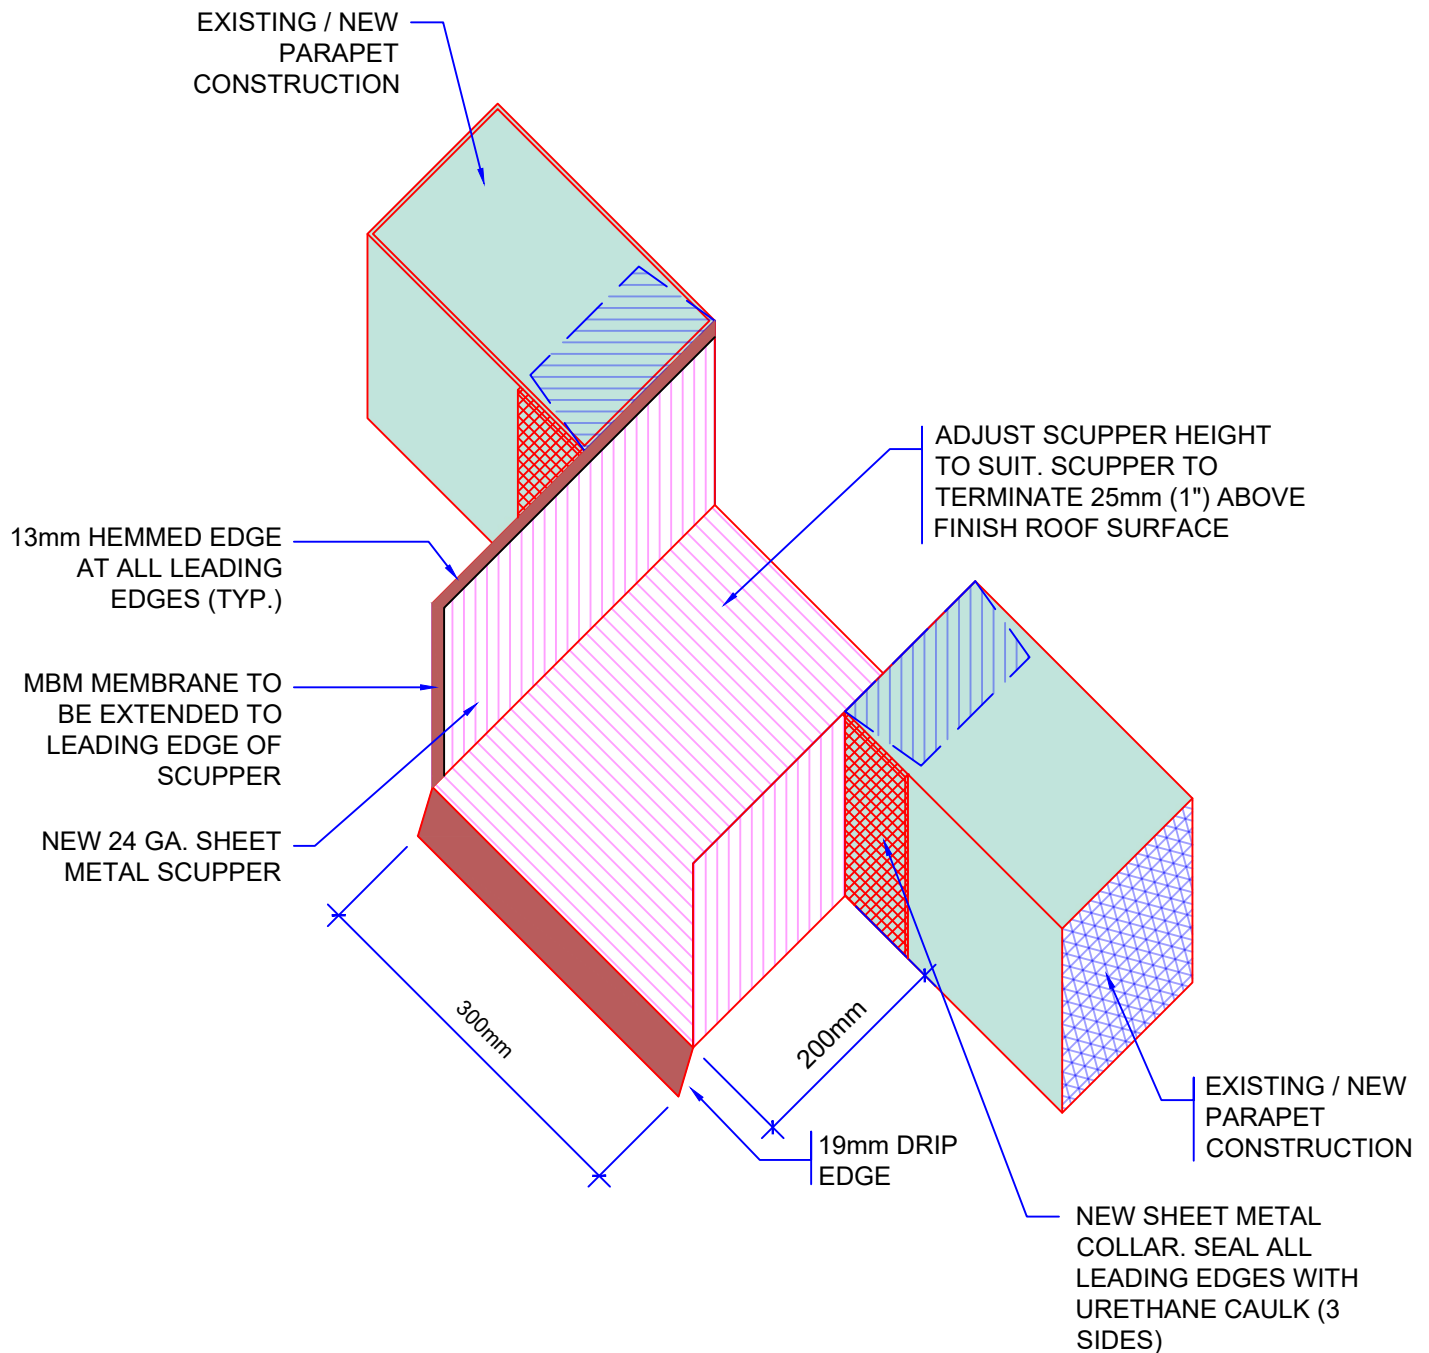 EXISTING / NEW
PARAPET
CONSTRUCTION
ADJUST SCUPPER HEIGHT
TO SUIT. SCUPPER TO
TERMINATE 25mm (1") ABOVE
FINISH ROOF SURFACE
13mm HEMMED EDGE
AT ALL LEADING
EDGES (TYP.)
MBM MEMBRANE TO
BE EXTENDED TO
LEADING EDGE OF
SCUPPER
NEW 24 GA. SHEET
METAL SCUPPER
300mm
200mm
19mm DRIP
EDGE
EXISTING / NEW
PARAPET
CONSTRUCTION
NEW SHEET METAL
COLLAR. SEAL ALL
LEADING EDGES WITH
URETHANE CAULK (3
SIDES)